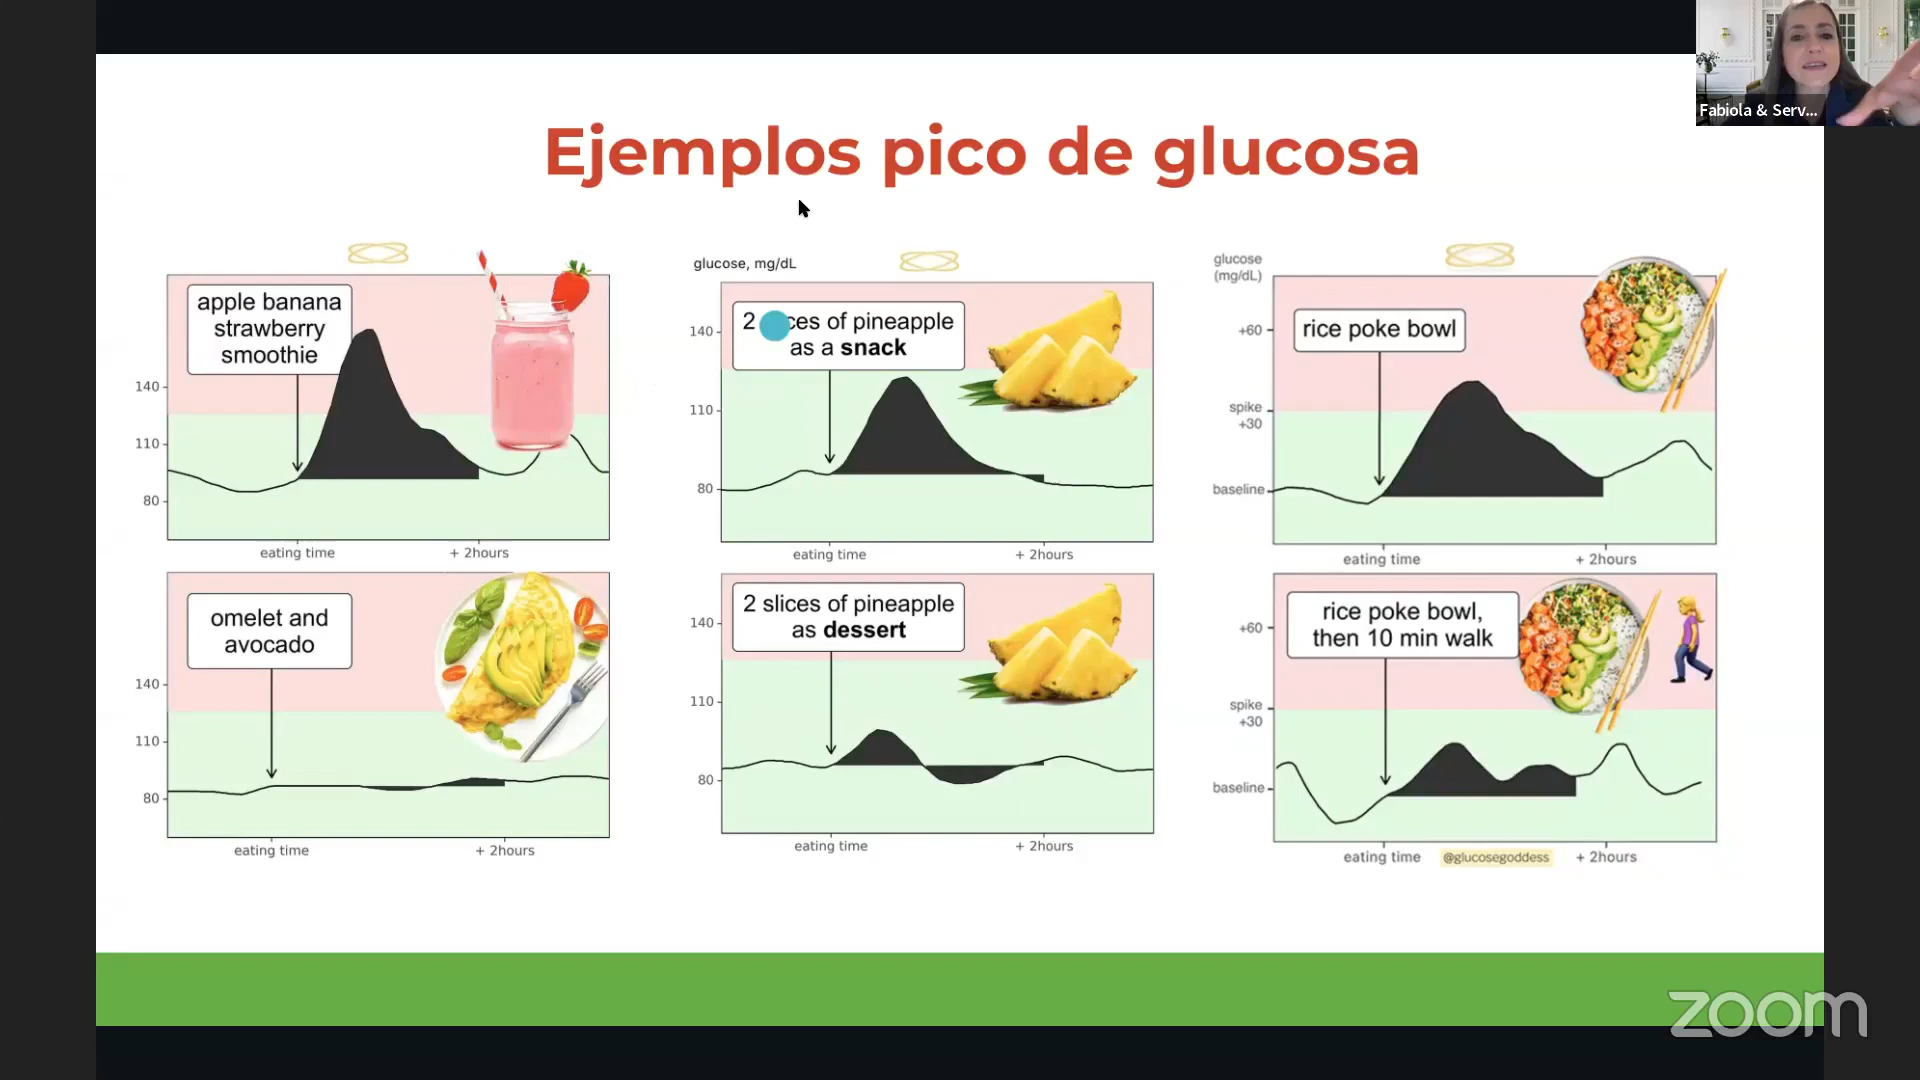 Fabiola & Serv...
Ejemplos pico de glucosa
apple banana
strawberry
smoothie
140
110
80
eating time
+ 2hours
glucose, mg/dL
2 ces of pineapple
as a snack
140
110
80
eating time
+ 2hours
glucose
(mg/dL)
rice poke bowl
+60
spike
+30
baseline
eating time
+ 2hours
omelet and
avocado
140
110
80
eating time
+ 2hours
2 slices of pineapple
as dessert
140
110
80
eating time
+ 2hours
rice poke bowl,
then 10 min walk
+60
spike
+30
baseline
eating time
@glucosegoddess
+ 2hours
zoom